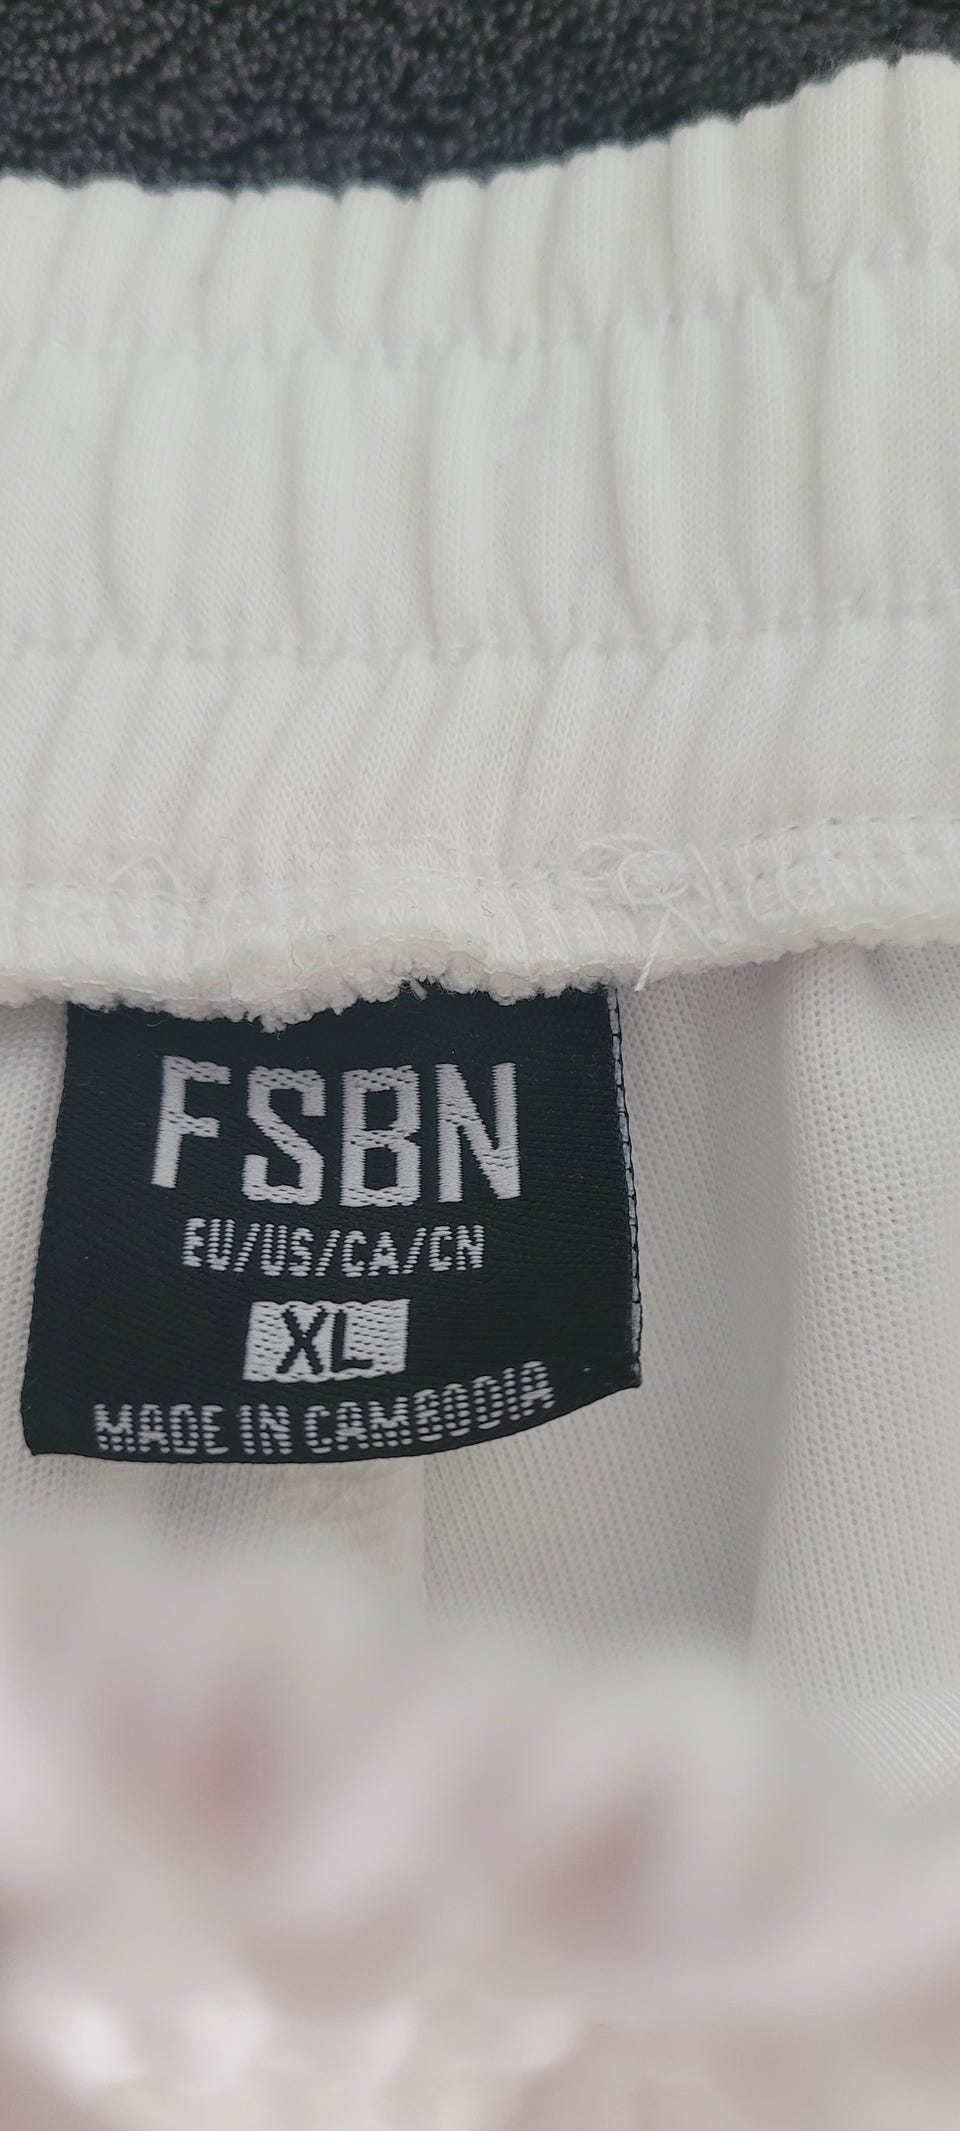 FSBN
EU/US/CA/CN
XL
MADE IN CAMBODIA